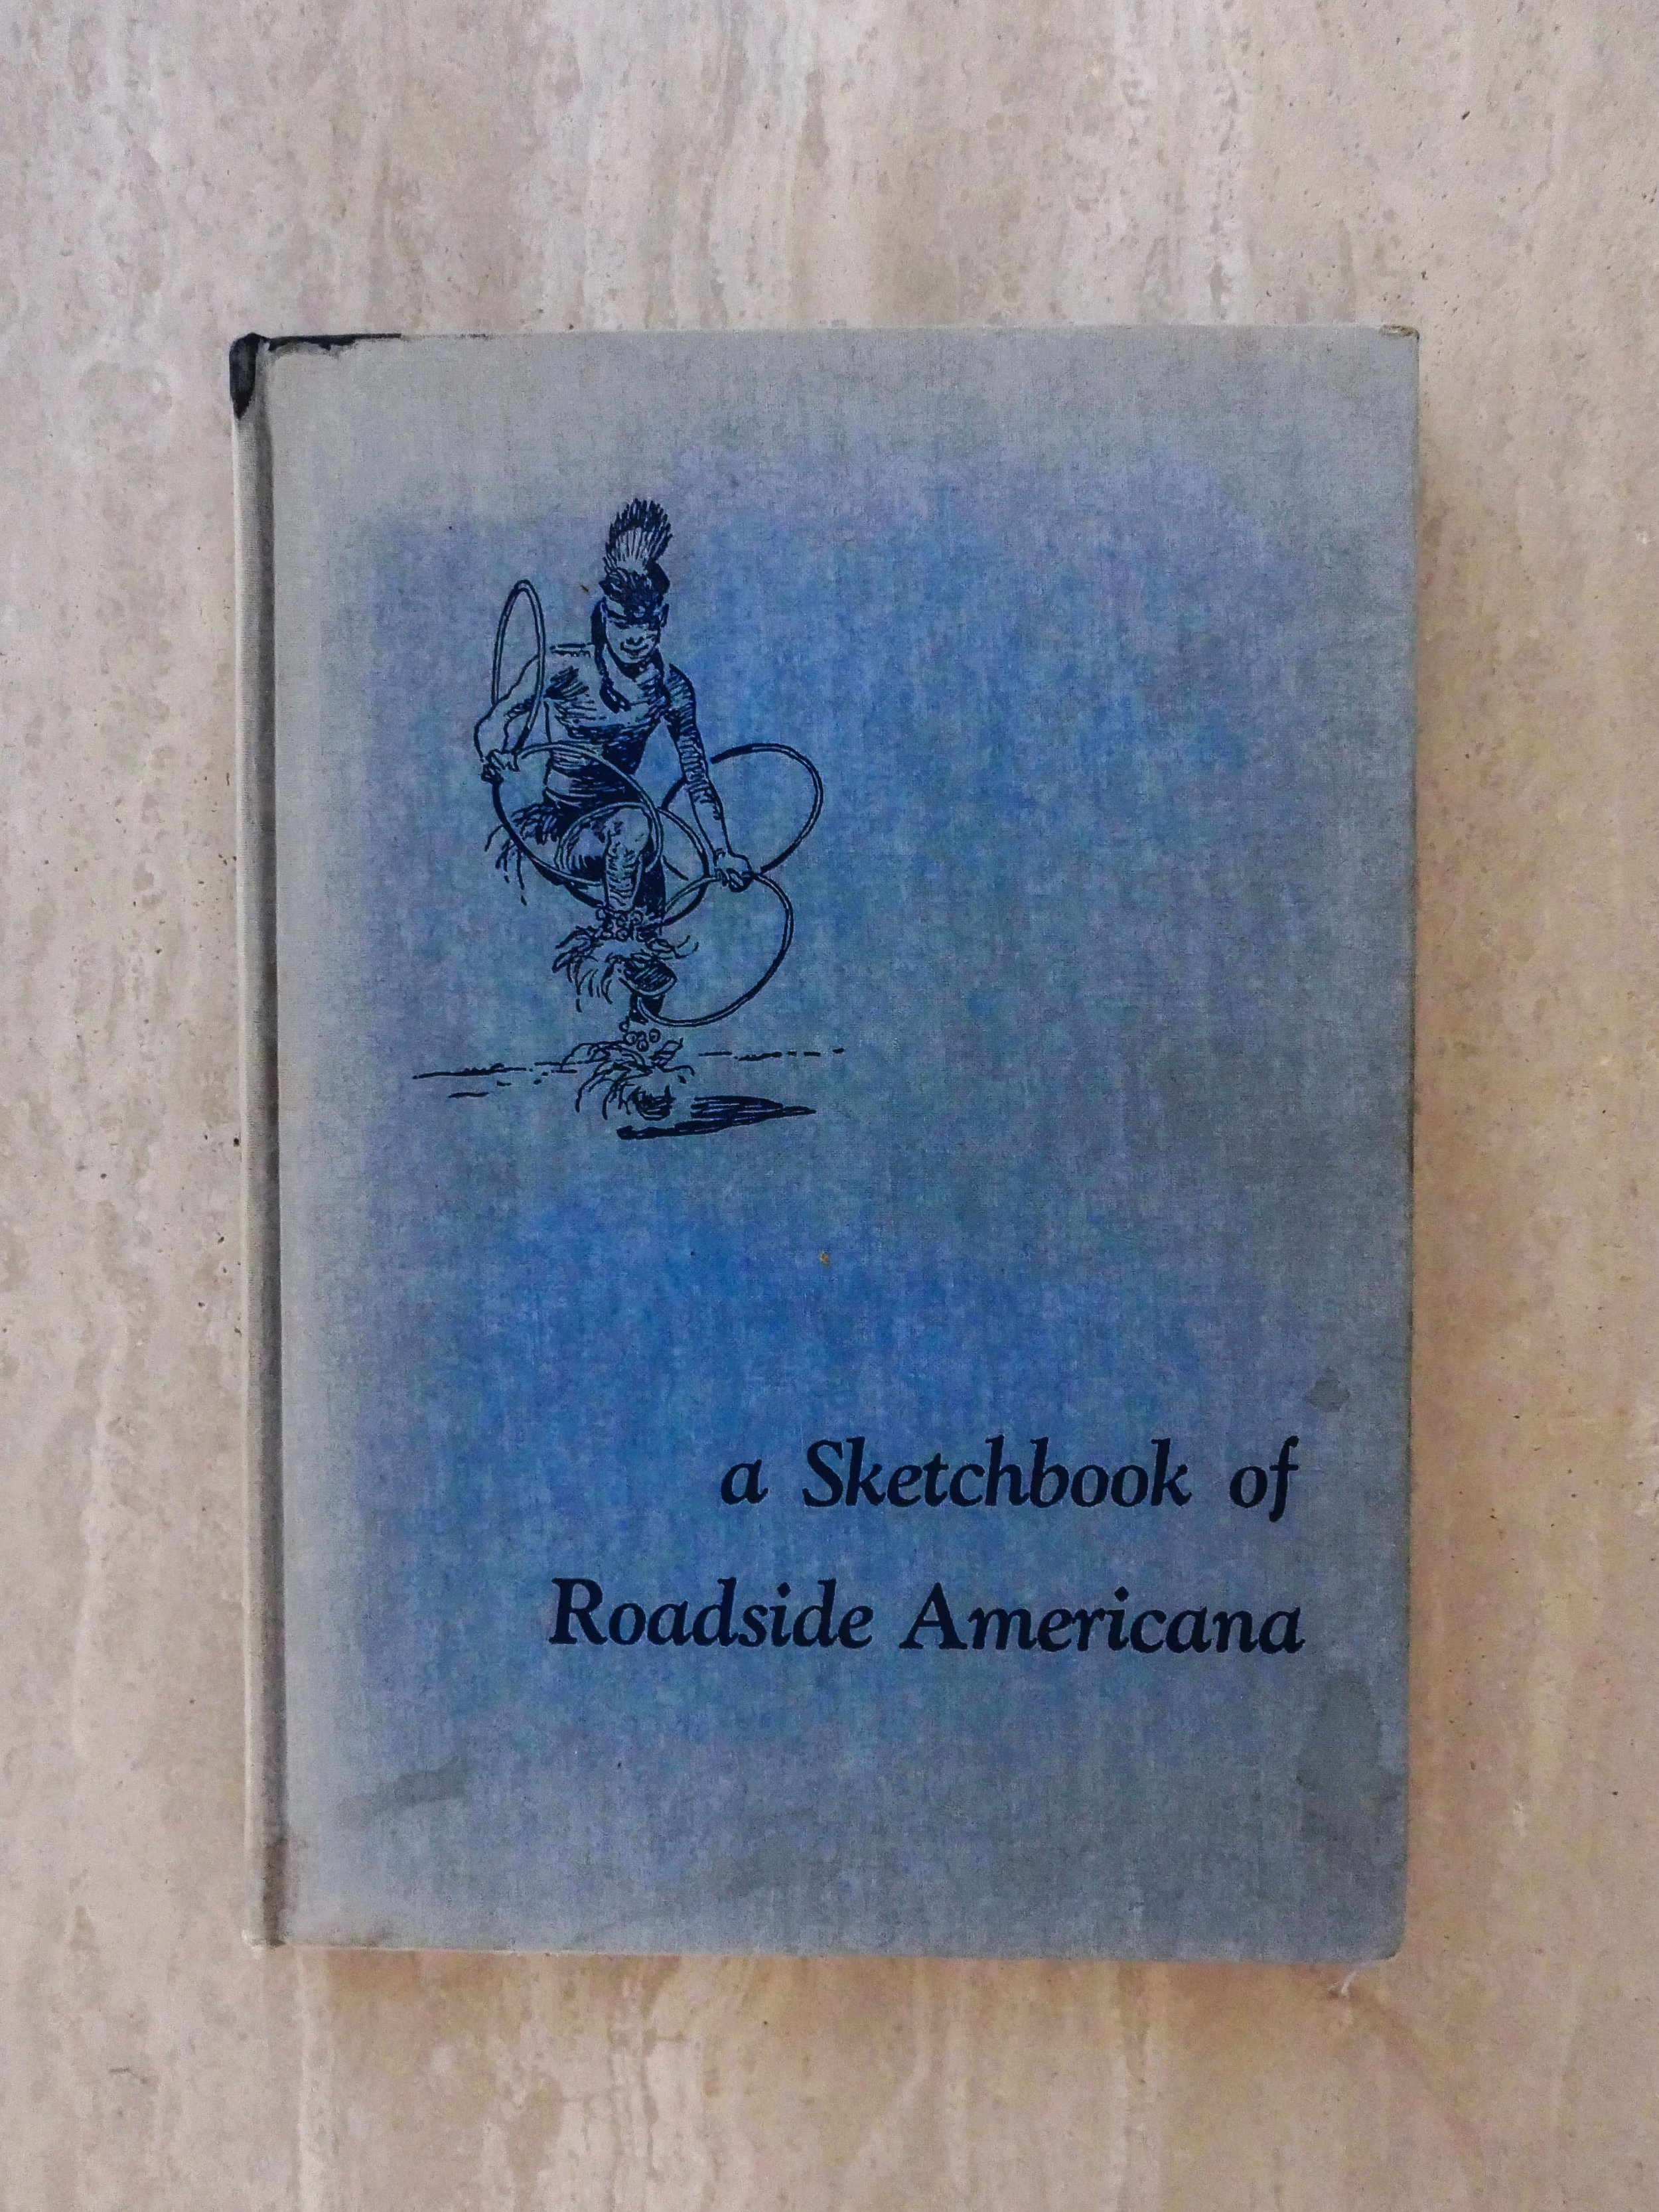 a Sketchbook of
Roadside Americana